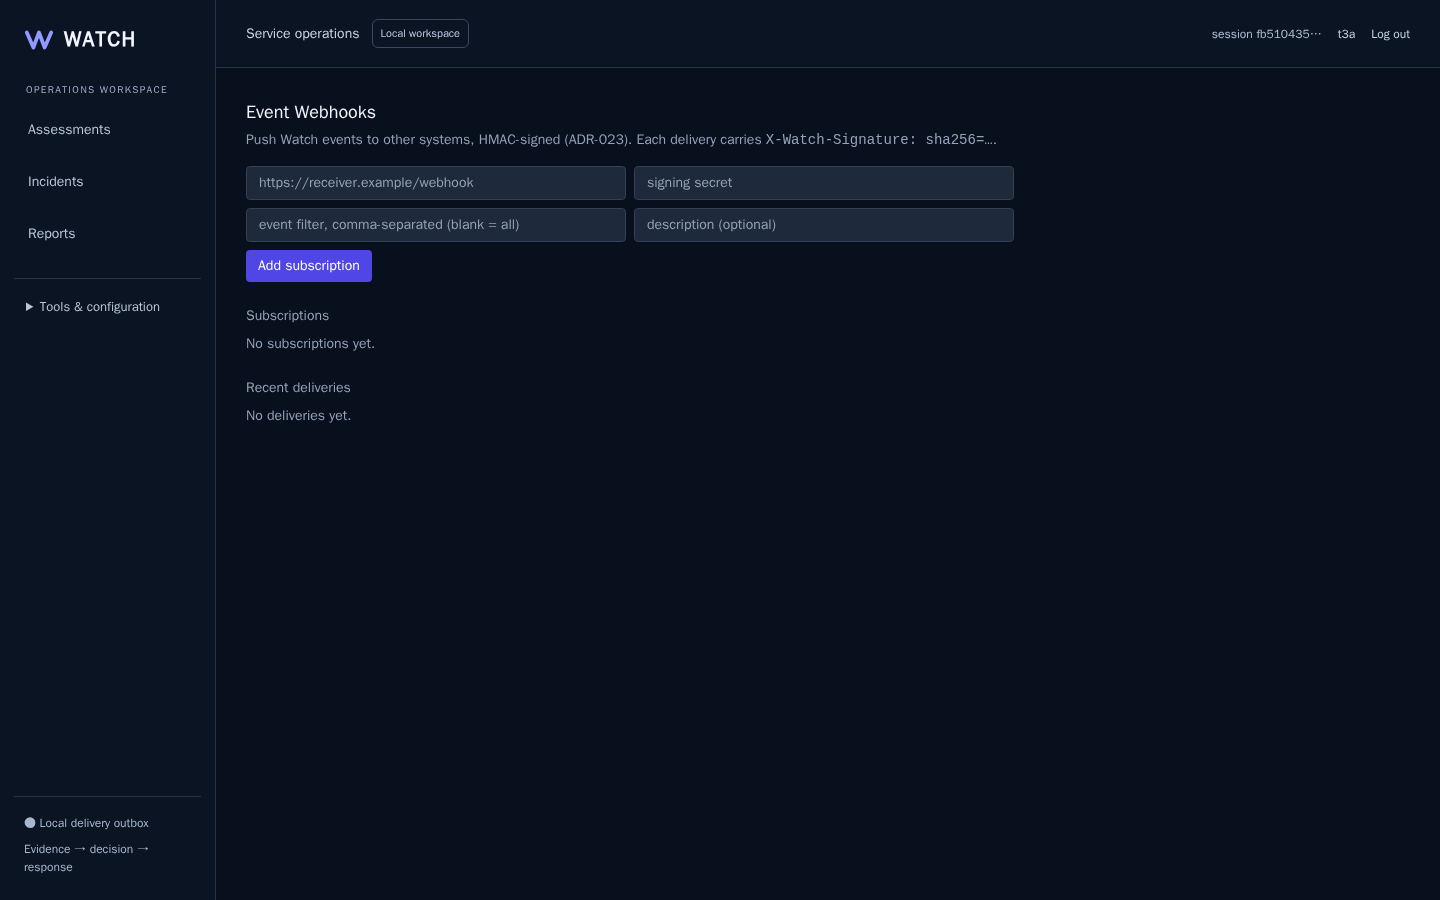 WATCH
OPERATIONS WORKSPACE
Assessments
Incidents
Reports
▶ Tools & configuration
Local delivery outbox
Evidence → decision →
response
Service operations
Local workspace
session fb510435…
t3a
Log out
Event Webhooks
Push Watch events to other systems, HMAC-signed (ADR-023). Each delivery carries X-Watch-Signature: sha256=….
https://receiver.example/webhook
signing secret
event filter, comma-separated (blank = all)
description (optional)
Add subscription
Subscriptions
No subscriptions yet.
Recent deliveries
No deliveries yet.